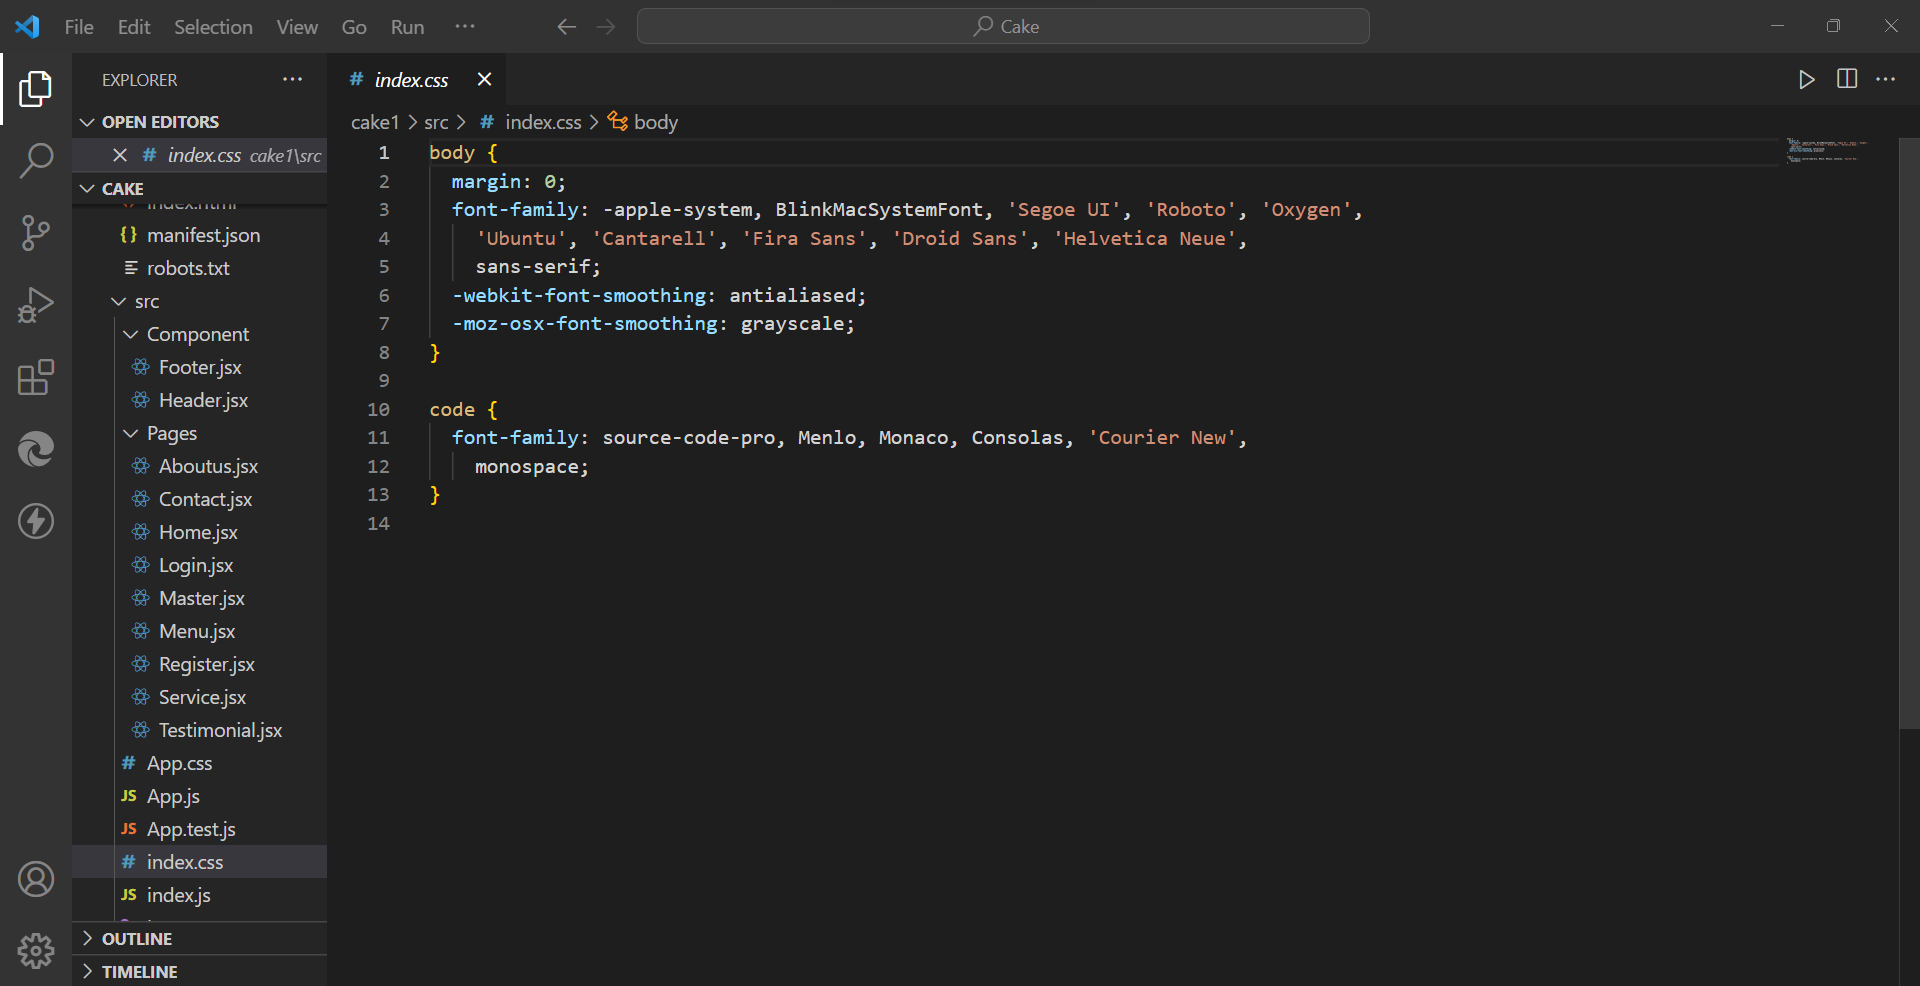 File Edit Selection View Go Run ···
Cake
EXPLORER ···
# index.css
cake1 > src > # index.css > body
OPEN EDITORS
# index.css cake1\src
CAKE
index.html
{} manifest.json
robots.txt
src
Component
Footer.jsx
Header.jsx
Pages
Aboutus.jsx
Contact.jsx
Home.jsx
Login.jsx
Master.jsx
Menu.jsx
Register.jsx
Service.jsx
Testimonial.jsx
# App.css
JS App.js
JS App.test.js
# index.css
JS index.js
OUTLINE
TIMELINE
1 body {
2 margin: 0;
3 font-family: -apple-system, BlinkMacSystemFont, 'Segoe UI', 'Roboto', 'Oxygen',
4 'Ubuntu', 'Cantarell', 'Fira Sans', 'Droid Sans', 'Helvetica Neue',
5 sans-serif;
6 -webkit-font-smoothing: antialiased;
7 -moz-osx-font-smoothing: grayscale;
8 }
9
10 code {
11 font-family: source-code-pro, Menlo, Monaco, Consolas, 'Courier New',
12 monospace;
13 }
14